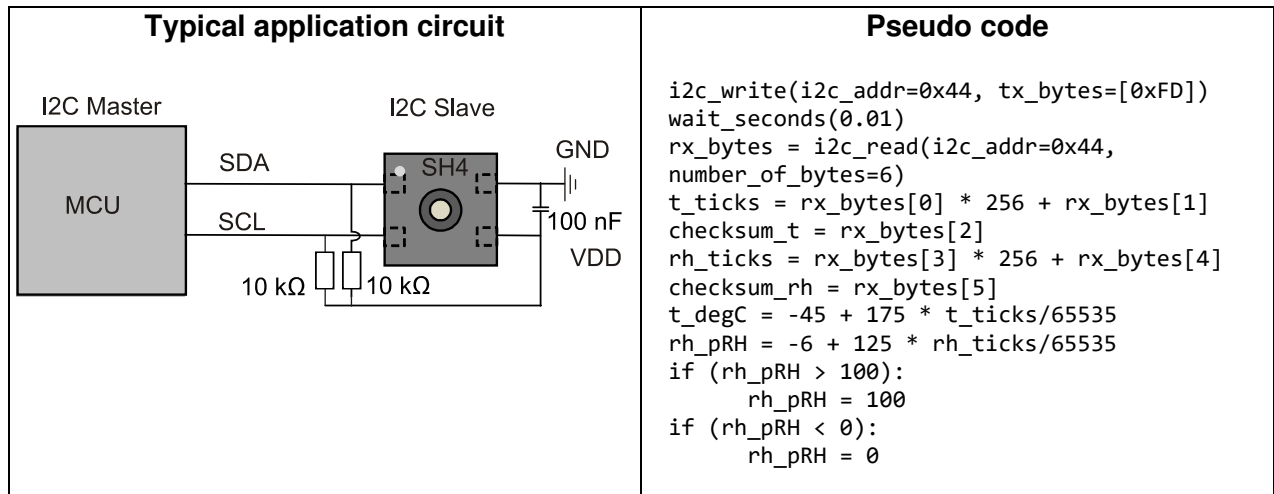 Typical application circuit
I2C Master
I2C Slave
MCU
SDA
SCL
SH4
GND
100 nF
VDD
10 kΩ
10 kΩ
Pseudo code
i2c_write(i2c_addr=0x44, tx_bytes=[0xFD])
wait_seconds(0.01)
rx_bytes = i2c_read(i2c_addr=0x44,
number_of_bytes=6)
t_ticks = rx_bytes[0] * 256 + rx_bytes[1]
checksum_t = rx_bytes[2]
rh_ticks = rx_bytes[3] * 256 + rx_bytes[4]
checksum_rh = rx_bytes[5]
t_degC = -45 + 175 * t_ticks/65535
rh_pRH = -6 + 125 * rh_ticks/65535
if (rh_pRH > 100):
rh_pRH = 100
if (rh_pRH < 0):
rh_pRH = 0